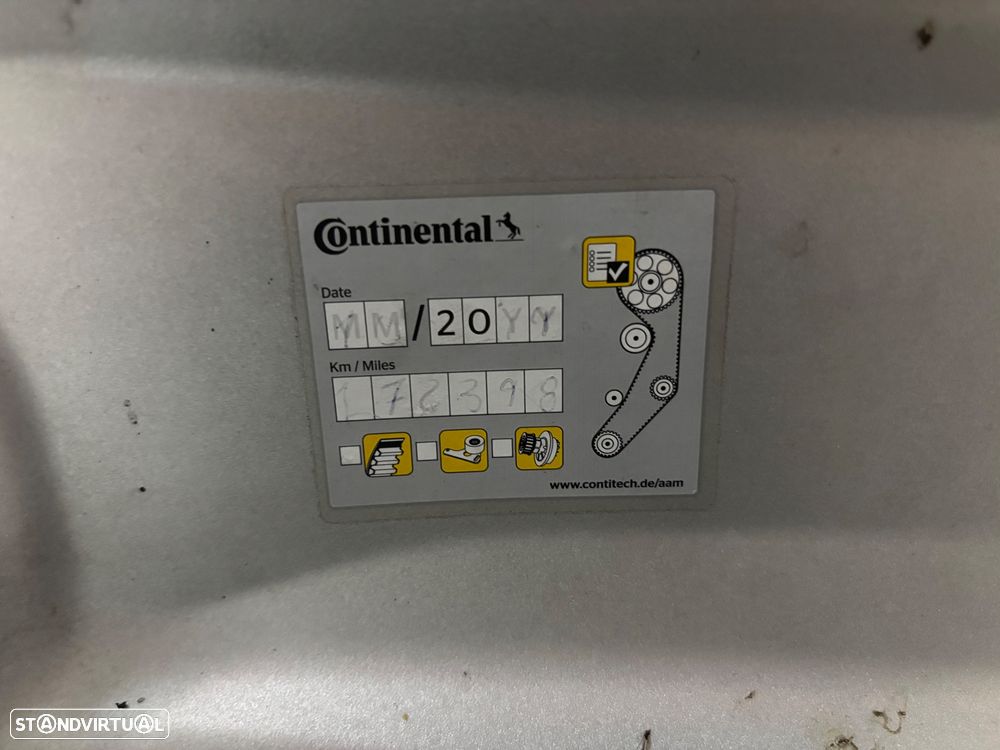 Continental
Date
MM/20YY
Km / Miles
172398
www.contitech.de/aam
STANDVIRTUAL